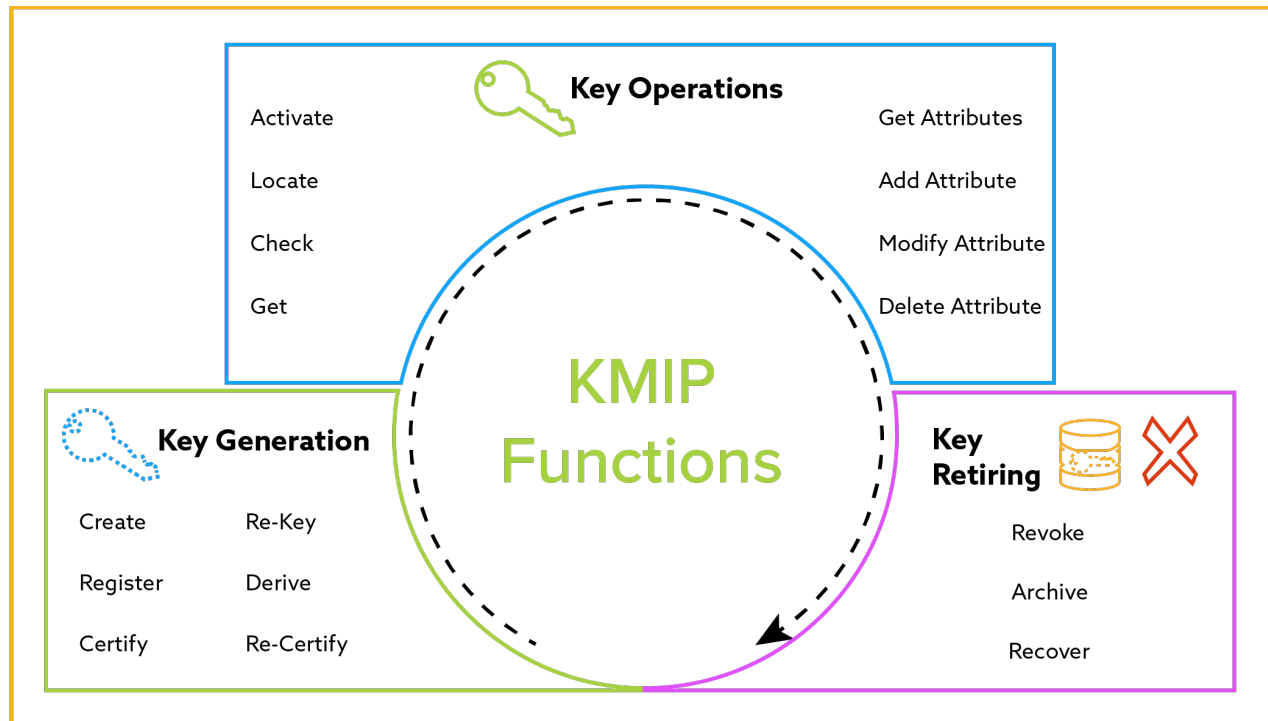 Key Operations
Activate
Locate
Check
Get
Get Attributes
Add Attribute
Modify Attribute
Delete Attribute
KMIP
Functions
Key Generation
Create
Register
Certify
Re-Key
Derive
Re-Certify
Key
Retiring
Revoke
Archive
Recover